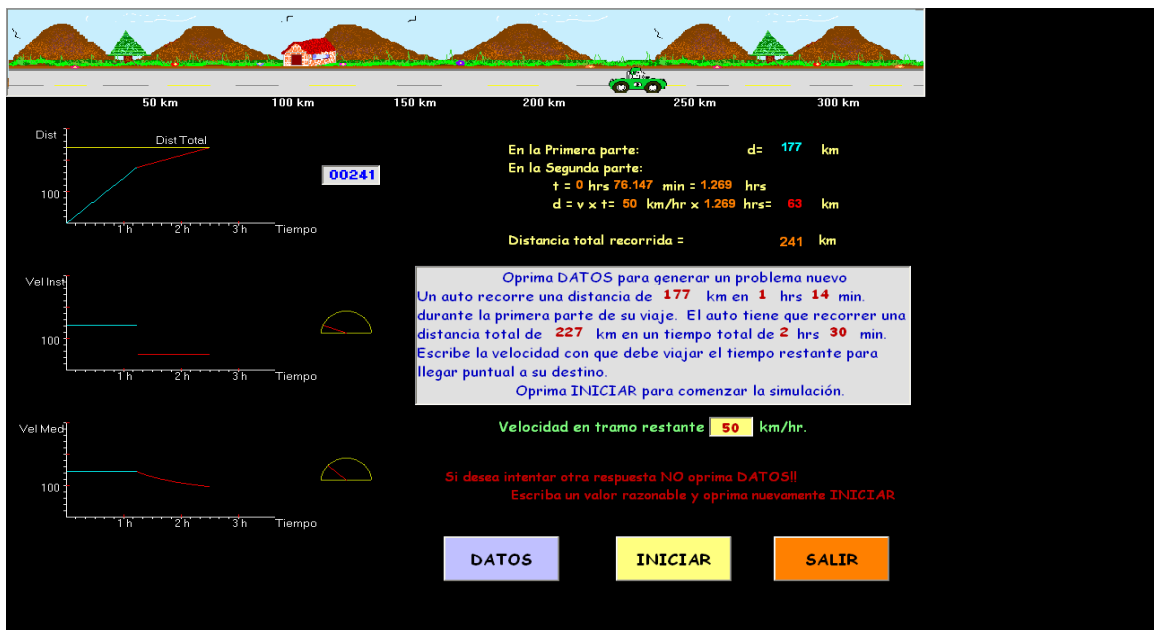 50 km 100 km 150 km 200 km 250 km 300 km
Dist
Dist Total
100
1 h 2 h 3 h Tiempo
00241
En la Primera parte: d= 177 km
En la Segunda parte:
t = 0 hrs 76.147 min = 1.269 hrs
d = v x t= 50 km/hr x 1.269 hrs= 63 km
Distancia total recorrida = 241 km
Vel Inst
100
1 h 2 h 3 h Tiempo
Oprima DATOS para generar un problema nuevo
Un auto recorre una distancia de 177 km en 1 hrs 14 min.
durante la primera parte de su viaje. El auto tiene que recorrer una
distancia total de 227 km en un tiempo total de 2 hrs 30 min.
Escribe la velocidad con que debe viajar el tiempo restante para
llegar puntual a su destino.
Oprima INICIAR para comenzar la simulación.
Vel Med
100
1 h 2 h 3 h Tiempo
Velocidad en tramo restante 50 km/hr.
Si desea intentar otra respuesta NO oprima DATOS!!
Escriba un valor razonable y oprima nuevamente INICIAR
DATOS INICIAR SALIR